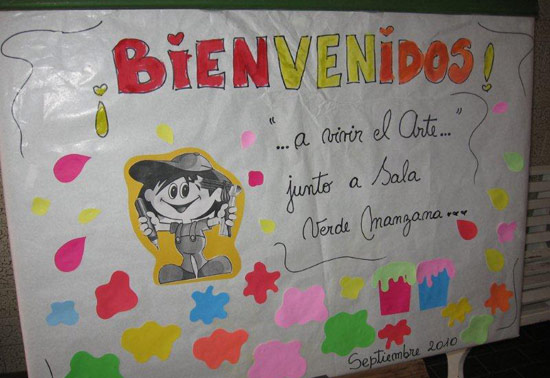 ¡BiENVENiDOS!
"...a vivir el Arte..."
junto a Sala
Verde Manzana...
Septiembre 2010